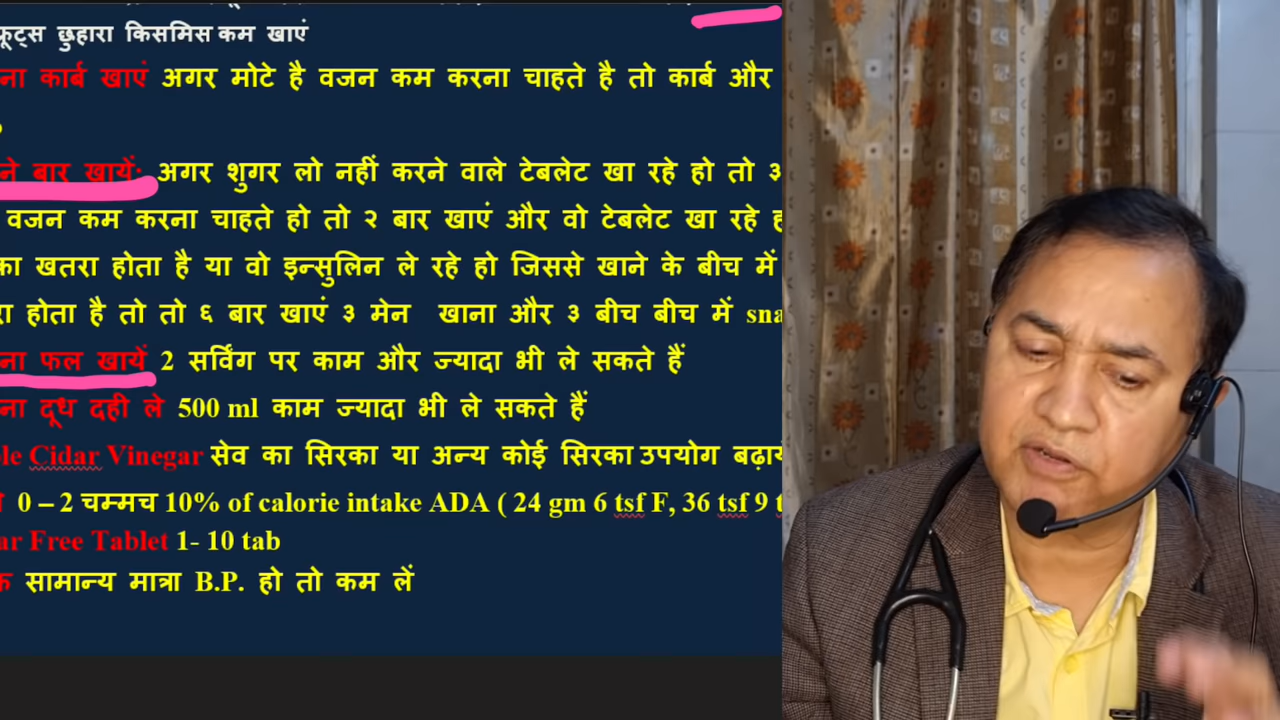 फ्रूट्स छुहारा किसमिस कम खाएं
ना कार्ब खाएं अगर मोटे है वजन कम करना चाहते है तो कार्ब और
ने बार खायें: अगर शुगर लो नहीं करने वाले टेबलेट खा रहे हो तो
वजन कम करना चाहते हो तो २ बार खाएं और वो टेबलेट खा रहे
का खतरा होता है या वो इन्सुलिन ले रहे हो जिससे खाने के बीच में
रा होता है तो तो ६ बार खाएं ३ मेन खाना और ३ बीच बीच में sna
ना फल खायें 2 सर्विंग पर काम और ज्यादा भी ले सकते हैं
ना दूध दही ले 500 ml काम ज्यादा भी ले सकते हैं
le Cidar Vinegar सेव का सिरका या अन्य कोई सिरका उपयोग बढ़ाये
0 – 2 चम्मच 10% of calorie intake ADA ( 24 gm 6 tsf F, 36 tsf 9 t
ar Free Tablet 1- 10 tab
क सामान्य मात्रा B.P. हो तो कम लें